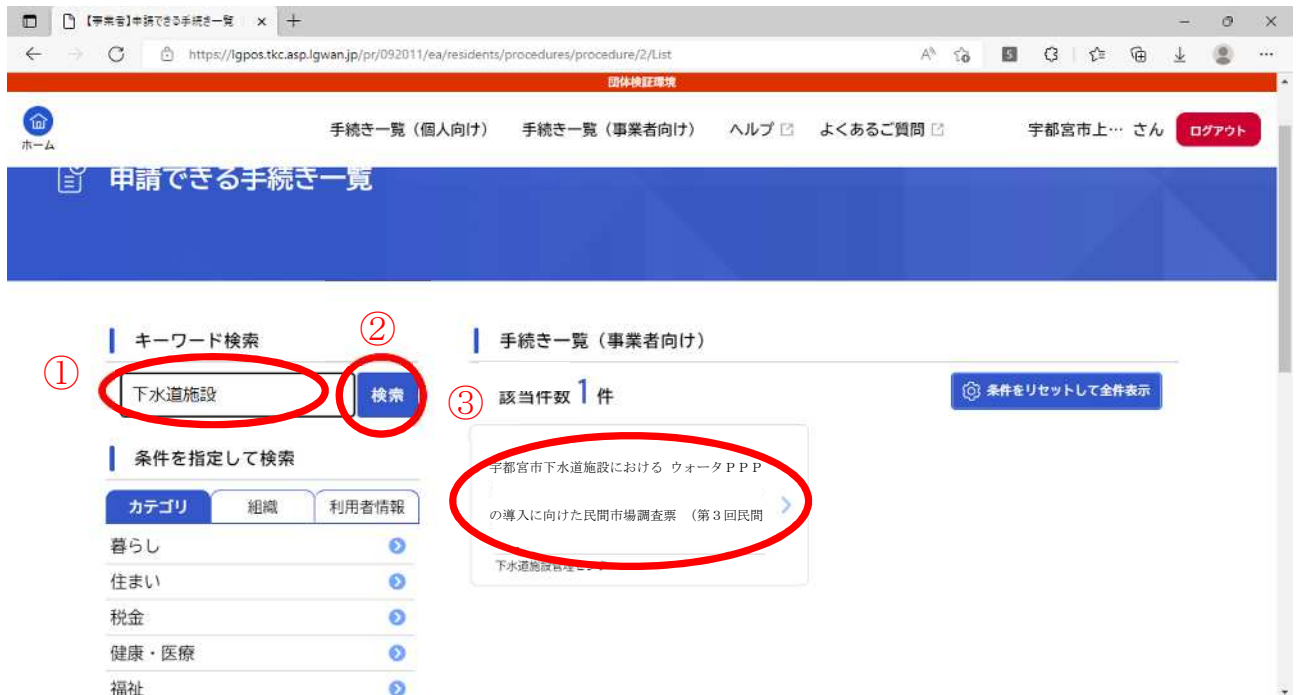 【事業者】申請できる手続き一覧
https://lgpos.tkc.asp.lgwan.jp/pr/092011/ea/residents/procedures/procedure/2/List
団体検証環境
ホーム
手続き一覧（個人向け） 手続き一覧（事業者向け） ヘルプ よくあるご質問 宇都宮市上… さん ログアウト
申請できる手続き一覧
キーワード検索
①
下水道施設
②
検索
条件を指定して検索
カテゴリ 組織 利用者情報
暮らし
住まい
税金
健康・医療
福祉
手続き一覧（事業者向け）
③
該当件数 1 件
条件をリセットして全件表示
宇都宮市下水道施設における ウォータＰＰＰ
の導入に向けた民間市場調査票 （第３回民間
下水道施設管理